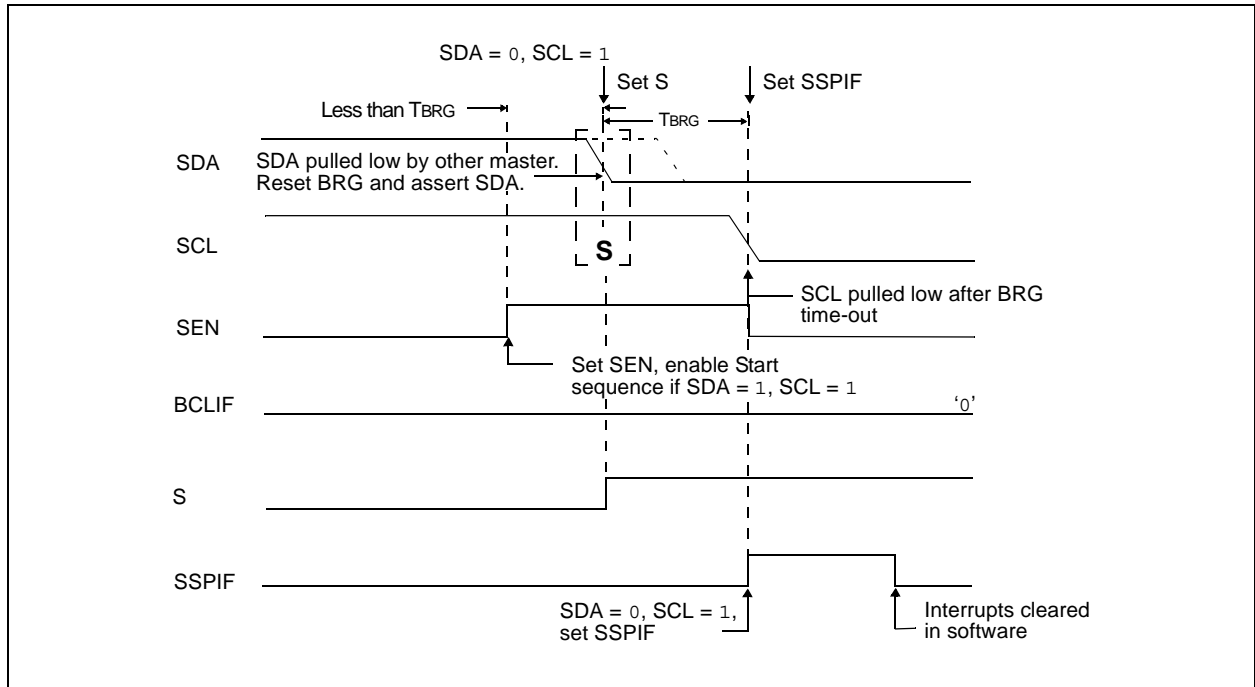 SDA = 0, SCL = 1
Set S
Set SSPIF
Less than TBRG
TBRG
SDA
SDA pulled low by other master.
Reset BRG and assert SDA.
SCL
S
SCL pulled low after BRG
time-out
SEN
Set SEN, enable Start
sequence if SDA = 1, SCL = 1
BCLIF
‘0’
S
SSPIF
SDA = 0, SCL = 1,
set SSPIF
Interrupts cleared
in software